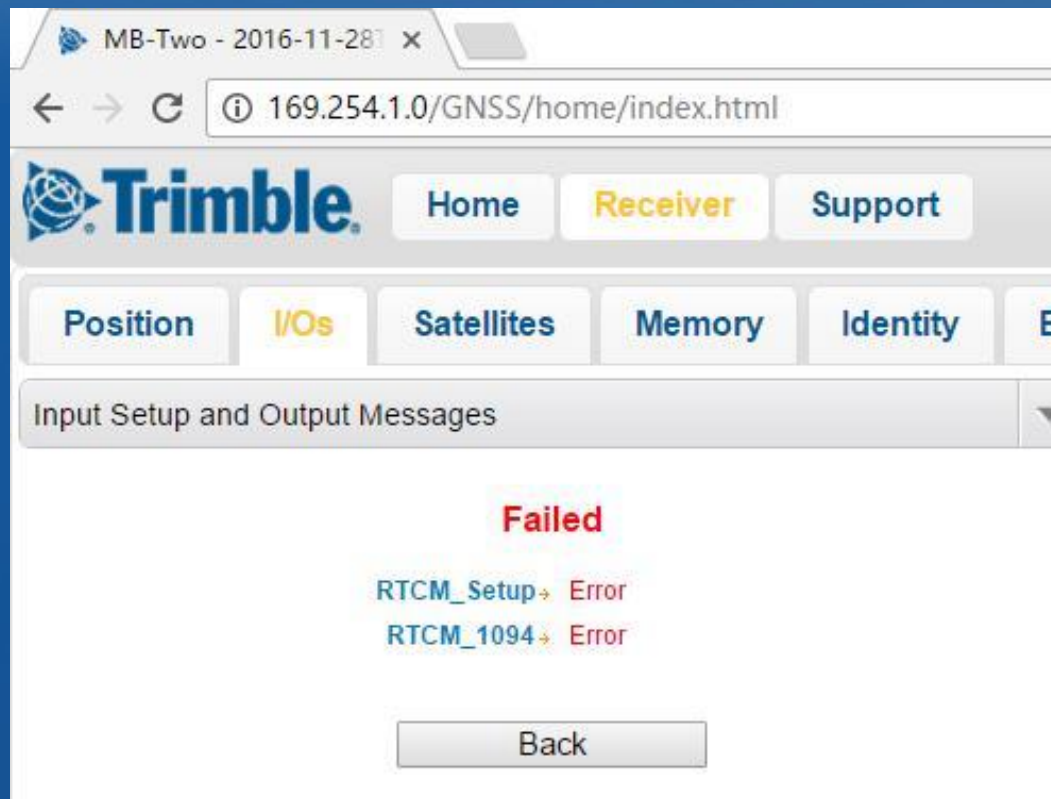 MB-Two - 2016-11-28T
169.254.1.0/GNSS/home/index.html
Trimble. Home Receiver Support
Position I/Os Satellites Memory Identity
Input Setup and Output Messages
Failed
RTCM_Setup Error
RTCM_1094 Error
Back